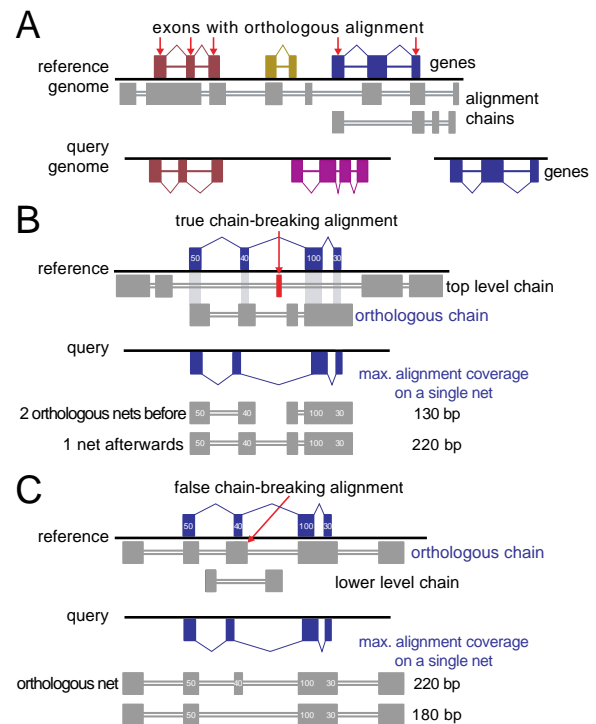 A
exons with orthologous alignment
reference
genome
genes
alignment
chains
query
genome
genes
B
true chain-breaking alignment
50 40 100 30
reference
top level chain
orthologous chain
query
max. alignment coverage
on a single net
2 orthologous nets before 50 40 100 30 130 bp
1 net afterwards 50 40 100 30 220 bp
C
false chain-breaking alignment
50 40 100 30
reference
orthologous chain
lower level chain
query
max. alignment coverage
on a single net
orthologous net 50 40 100 30 220 bp
50 100 30 180 bp